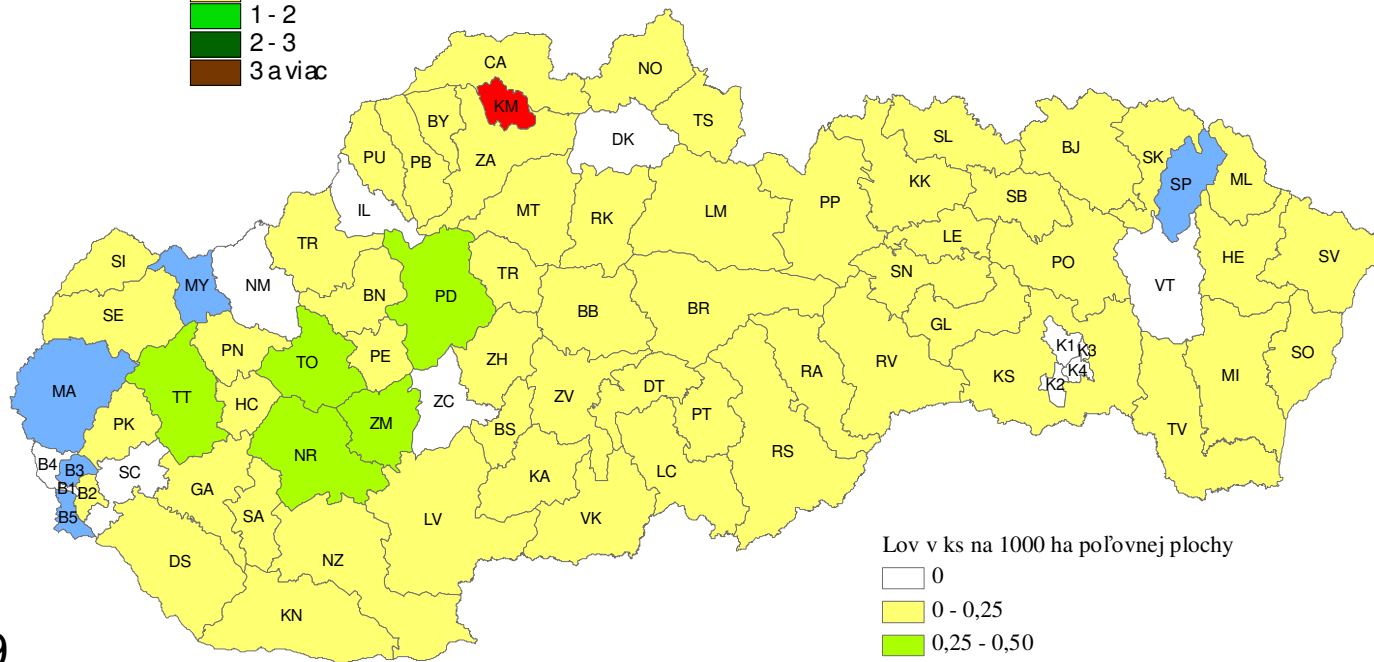 1 - 2
2 - 3
3 a viac
CA
NO
KM
BY
TS
DK
PU
PB
ZA
SL
BJ
SK
SP
ML
KK
SB
IL
MT
RK
LM
PP
TR
LE
SI
MY
NM
BN
PD
TR
SN
PO
VT
HE
SV
SE
BB
BR
GL
PN
TO
PE
ZH
K1
K3
SO
MA
TT
HC
ZM
ZC
ZV
DT
RA
RV
KS
K4
K2
MI
PK
BS
PT
NR
RS
TV
B4
B3
SC
GA
KA
LC
B1
B2
B5
SA
LV
VK
DS
NZ
KN
Lov v ks na 1000 ha poľovnej plochy
0
0 - 0,25
0,25 - 0,50
9